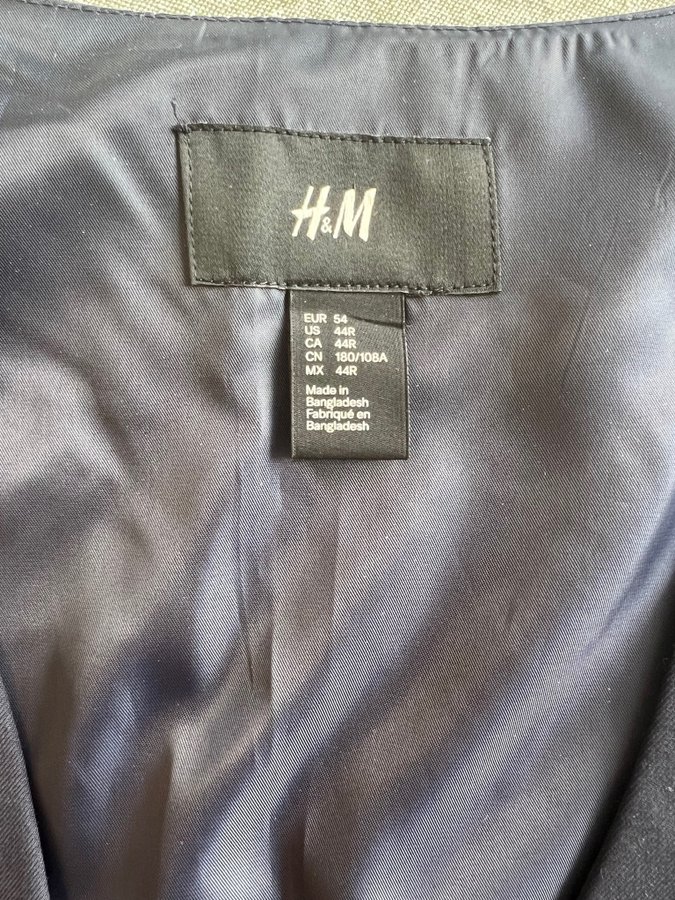 H&M
EUR 54
US 44R
CA 44R
CN 180/108A
MX 44R
Made in
Bangladesh
Fabriqué en
Bangladesh